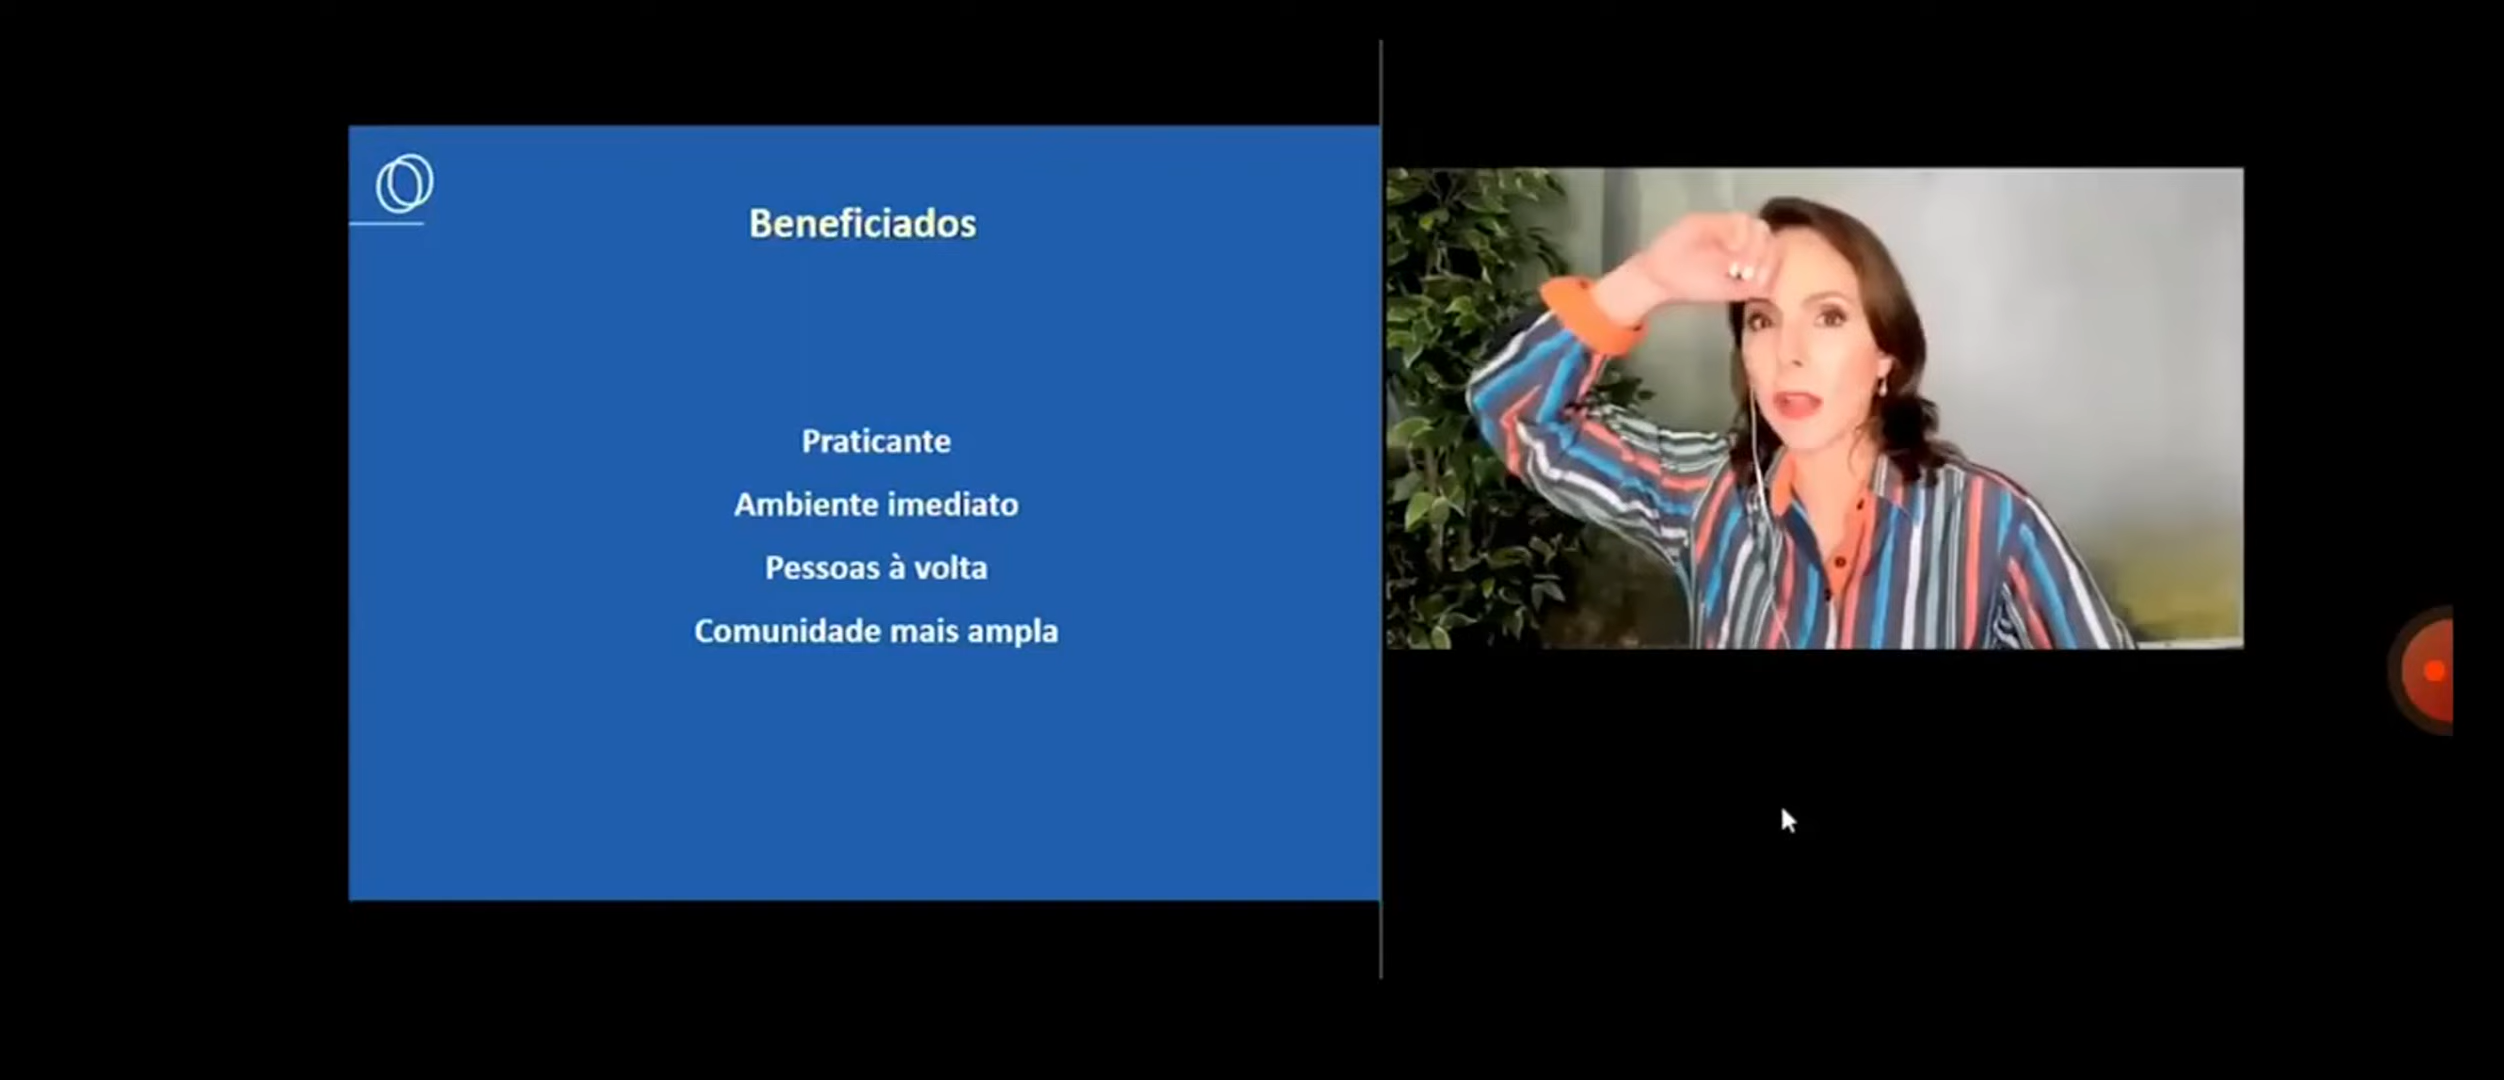 Beneficiados
Praticante
Ambiente imediato
Pessoas à volta
Comunidade mais ampla